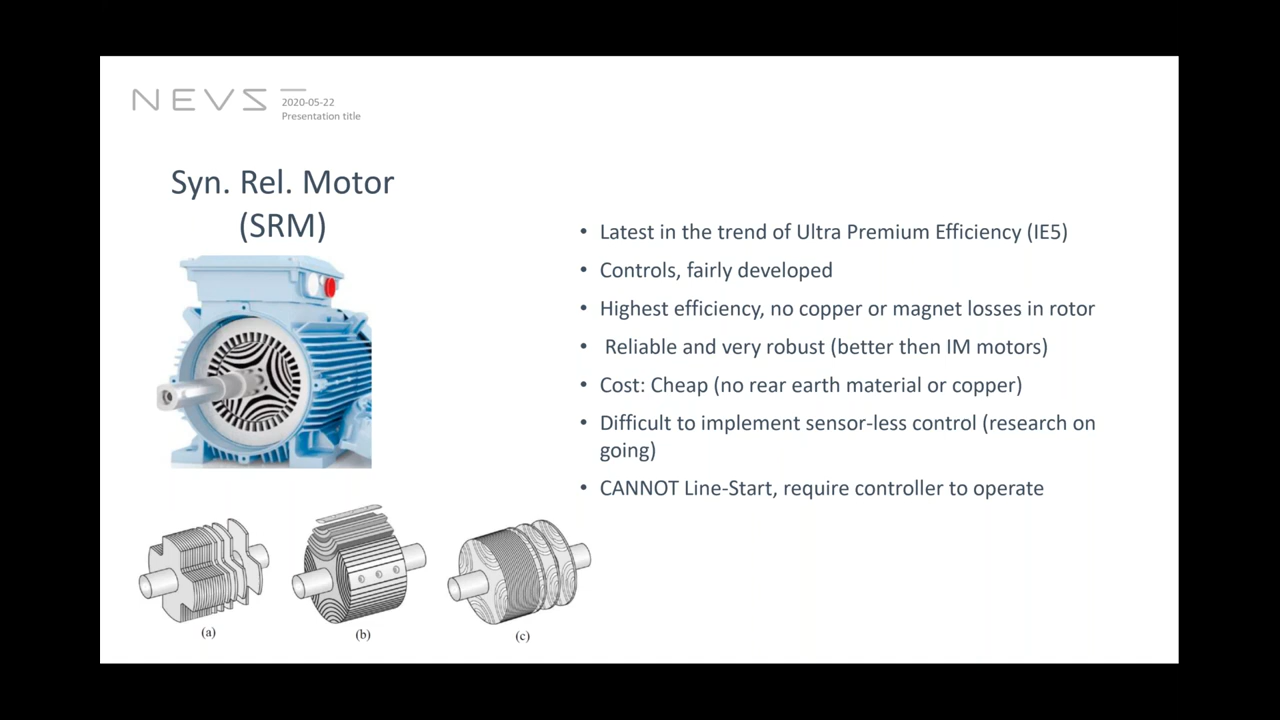 NEVS
2020-05-22
Presentation title
Syn. Rel. Motor
(SRM)
• Latest in the trend of Ultra Premium Efficiency (IE5)
• Controls, fairly developed
• Highest efficiency, no copper or magnet losses in rotor
• Reliable and very robust (better then IM motors)
• Cost: Cheap (no rear earth material or copper)
• Difficult to implement sensor-less control (research on
going)
• CANNOT Line-Start, require controller to operate
(a)
(b)
(c)